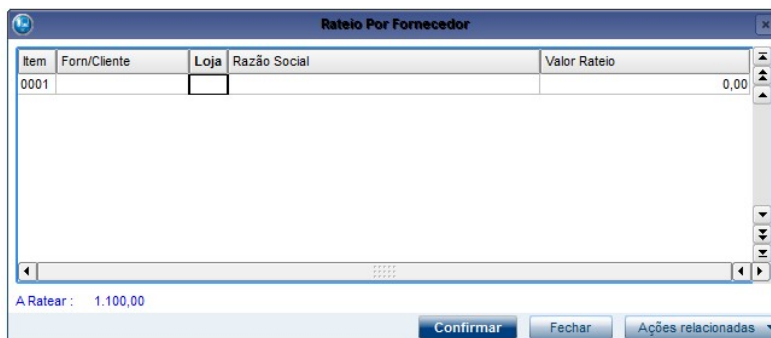 Rateio Por Fornecedor
Item Forn/Cliente Loja Razão Social Valor Rateio
0001 0,00
A Ratear : 1.100,00
Confirmar Fechar Ações relacionadas